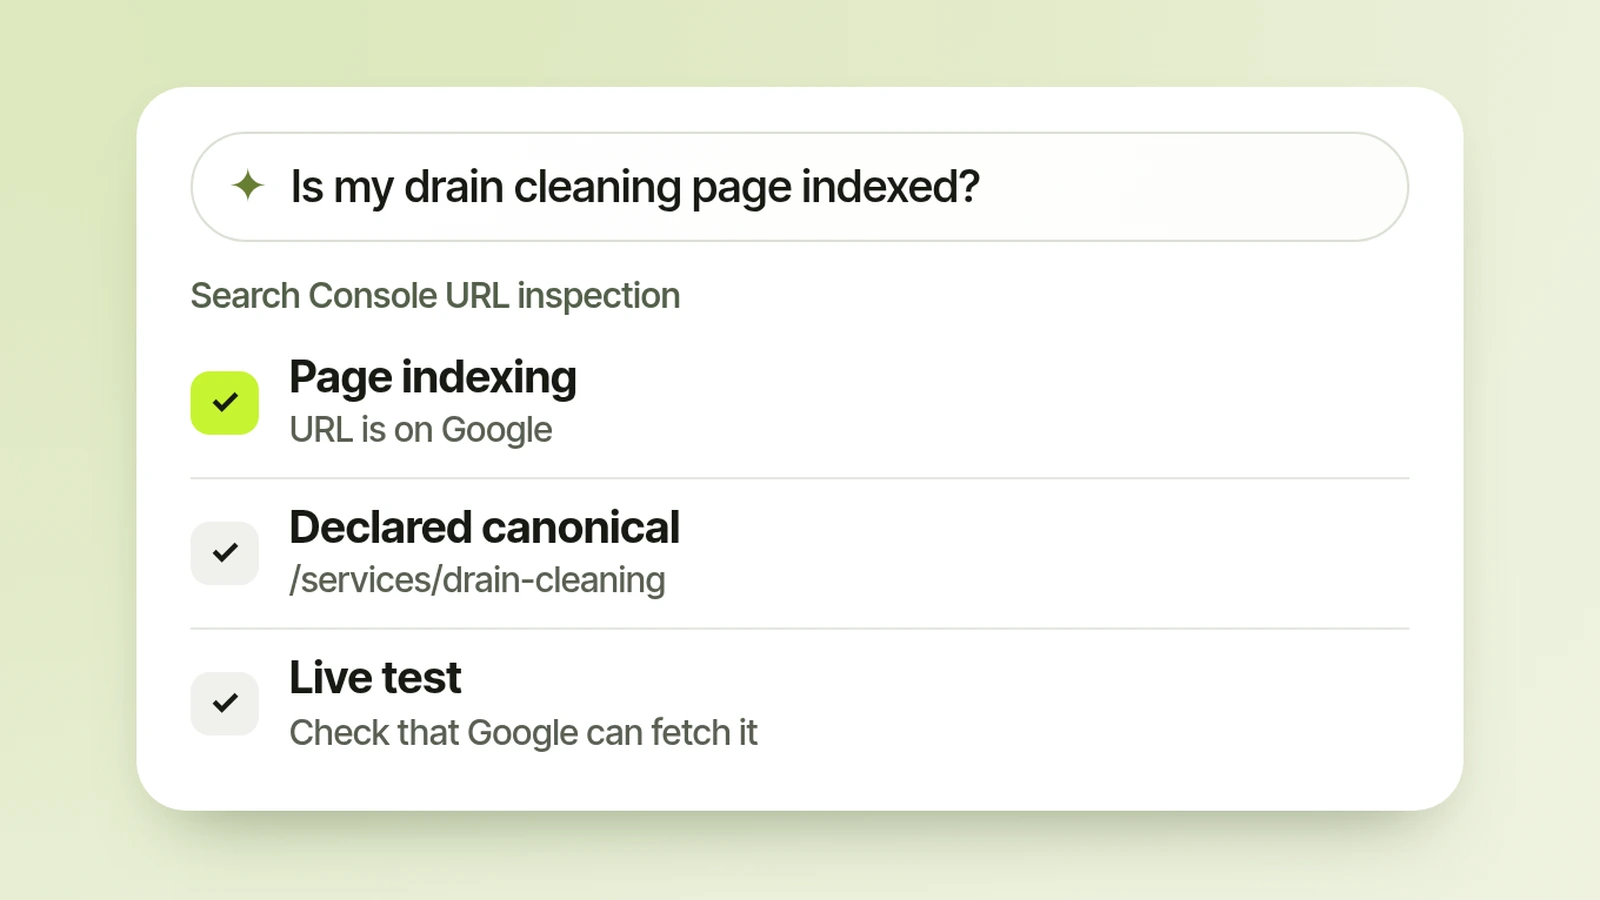 Is my drain cleaning page indexed?
Search Console URL inspection
Page indexing
URL is on Google
Declared canonical
/services/drain-cleaning
Live test
Check that Google can fetch it